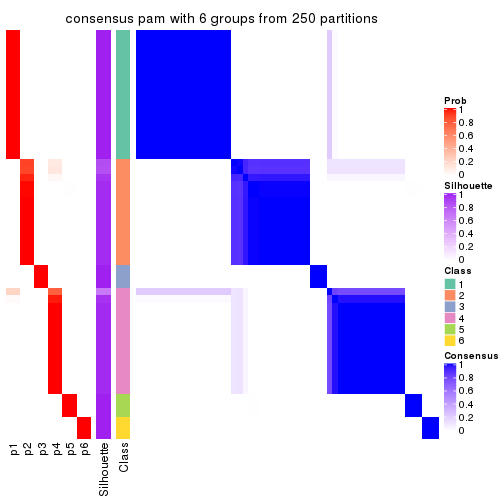 consensus pam with 6 groups from 250 partitions
Prob
1
0.8
0.6
0.4
0.2
0
Silhouette
1
0.8
0.6
0.4
0.2
0
Class
1
2
3
4
5
6
Consensus
1
0.8
0.6
0.4
0.2
0
p1
p2
p3
p4
p5
p6
Silhouette
Class